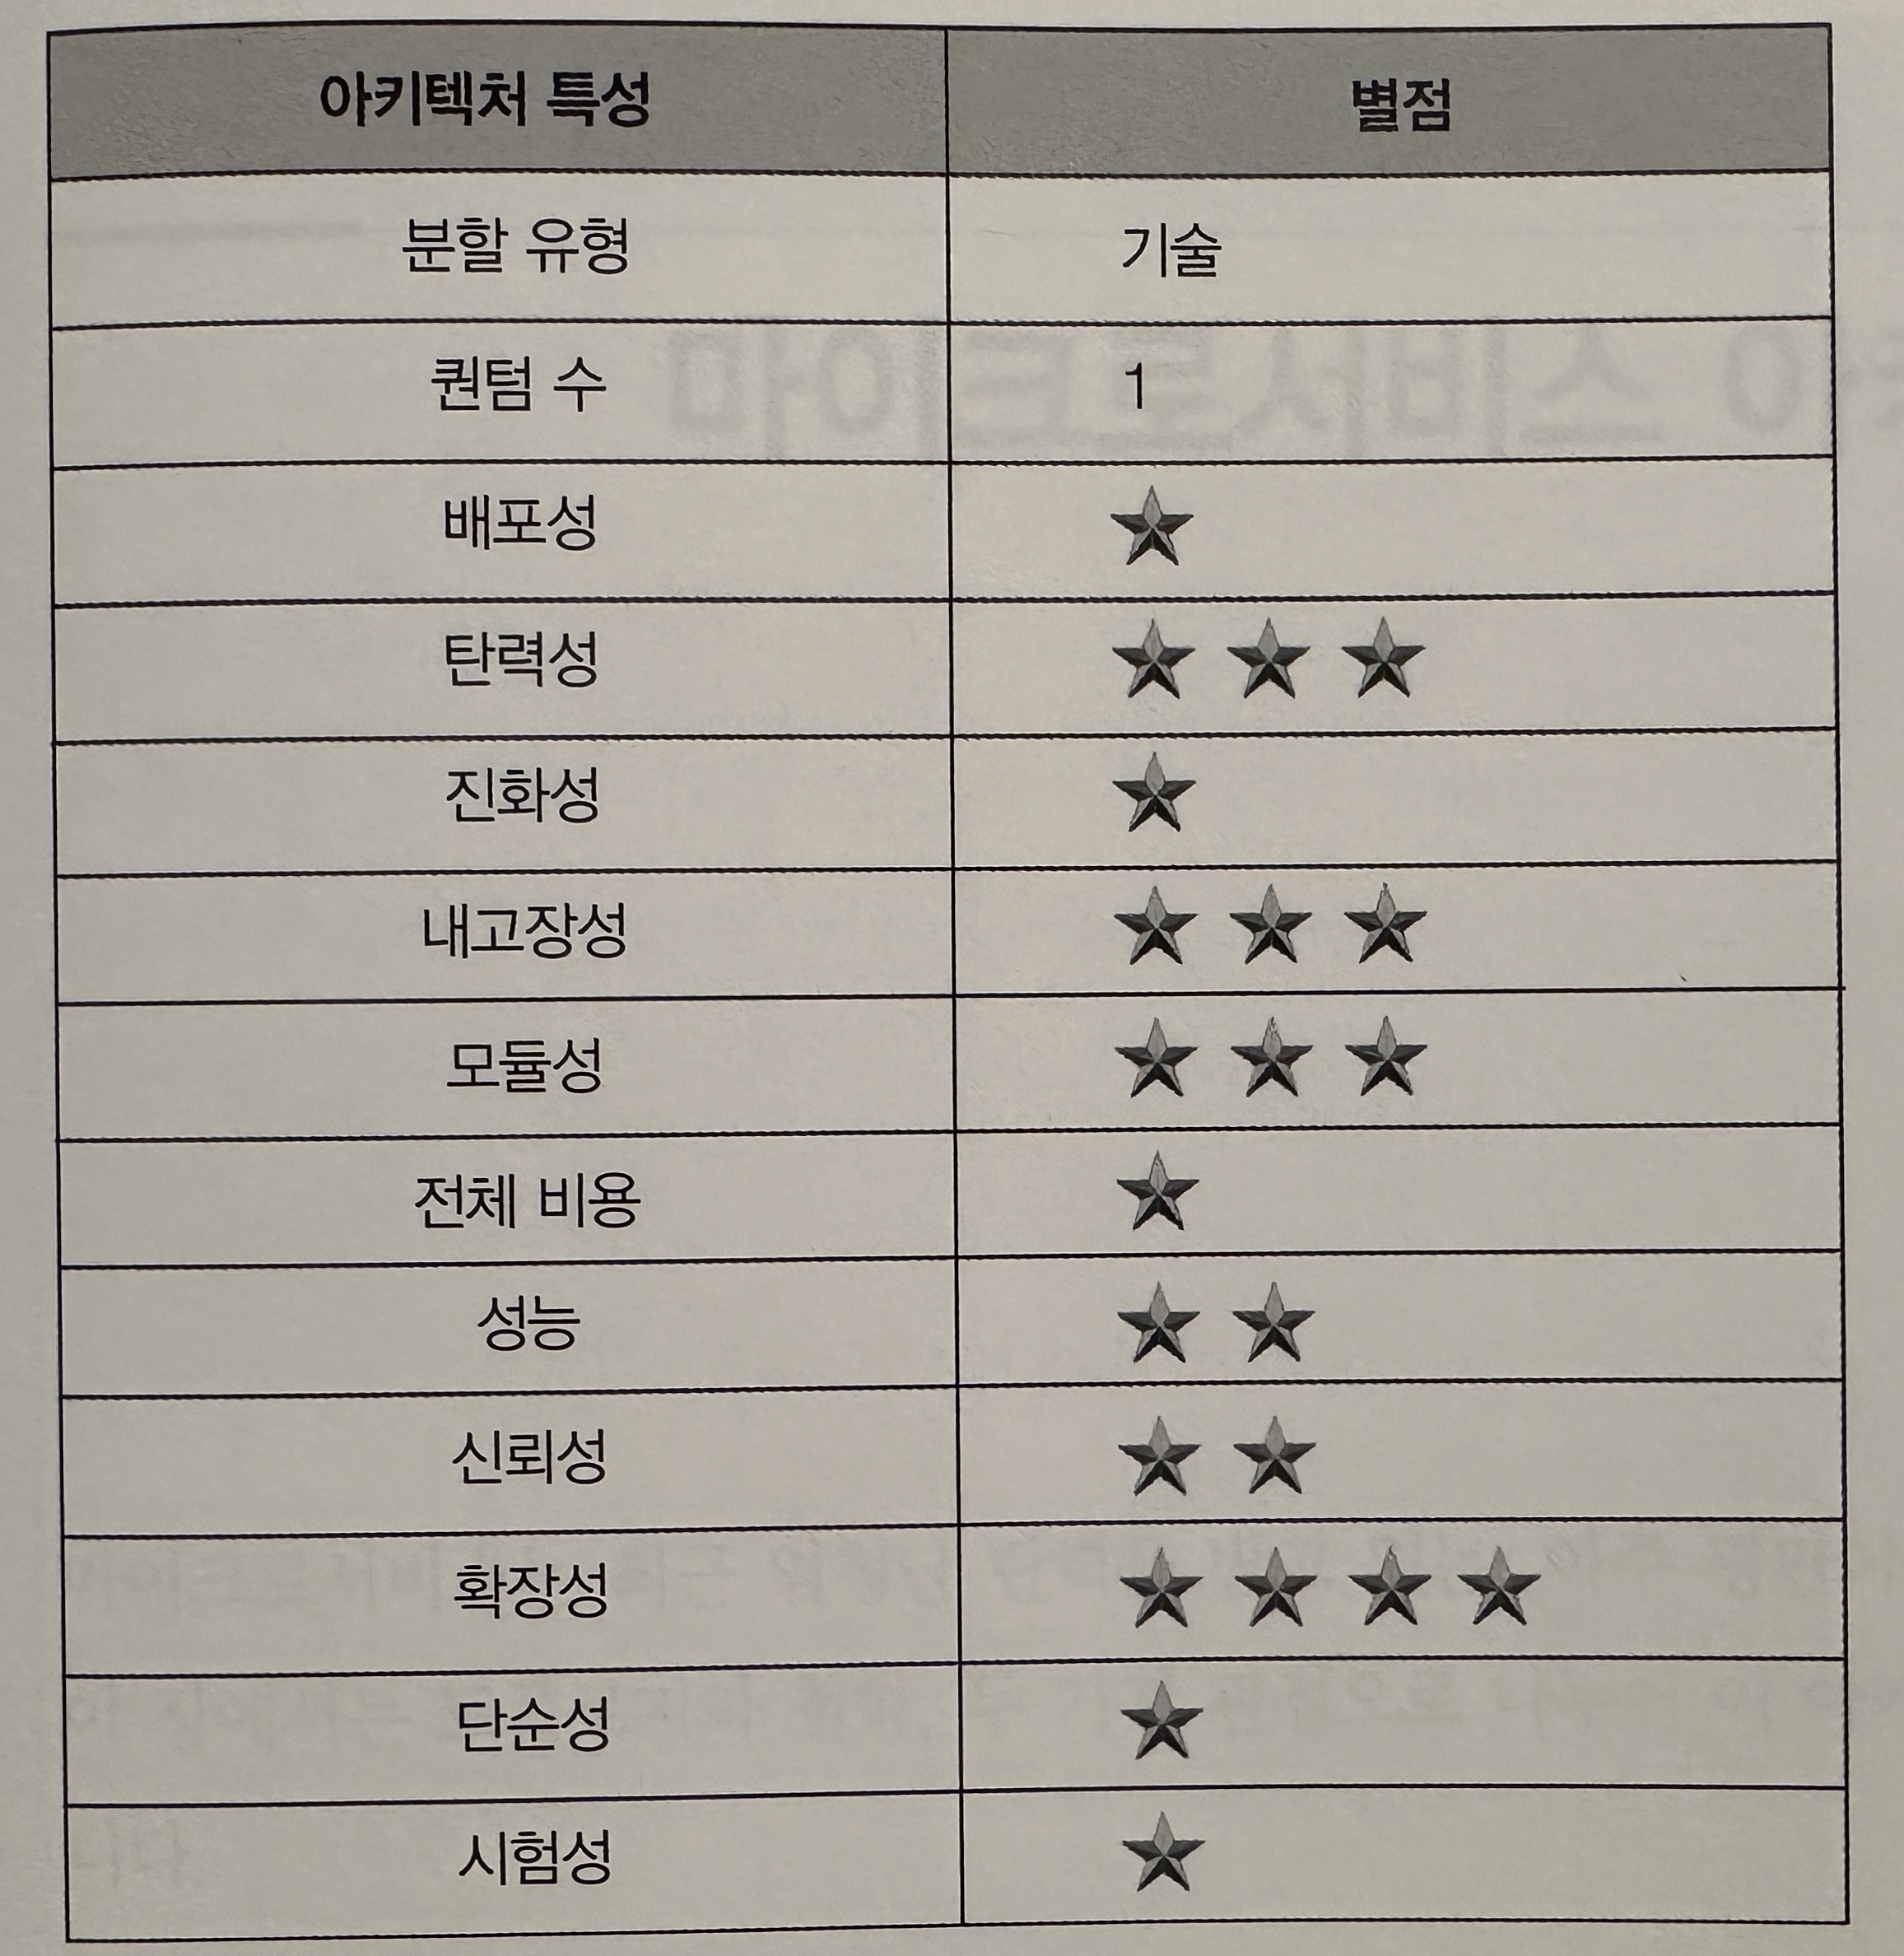 아키텍처 특성 별점
분할 유형 기술
퀀텀 수 1
배포성 ★
탄력성 ★ ★ ★
진화성 ★
내고장성 ★ ★ ★
모듈성 ★ ★ ★
전체 비용 ★
성능 ★ ★
신뢰성 ★ ★
확장성 ★ ★ ★ ★
단순성 ★
시험성 ★